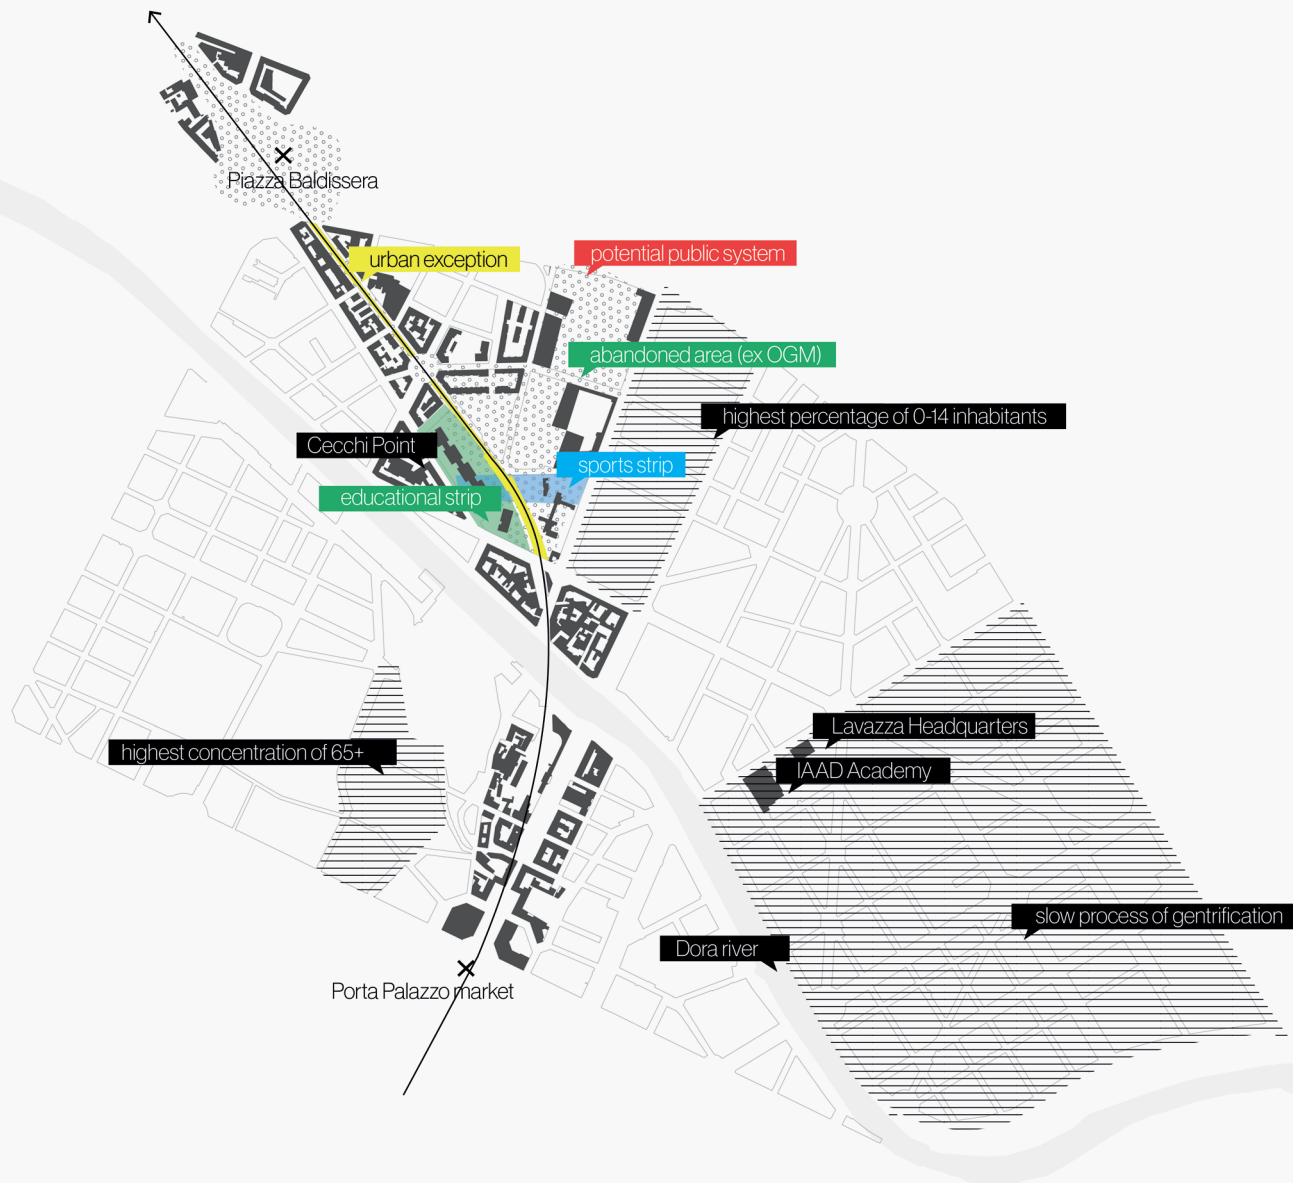 Piazza Baldissera
urban exception
potential public system
abandoned area (ex OGM)
highest percentage of 0-14 inhabitants
Cecchi Point
sports strip
educational strip
Lavazza Headquarters
highest concentration of 65+
IAAD Academy
slow process of gentrification
Dora river
Porta Palazzo market